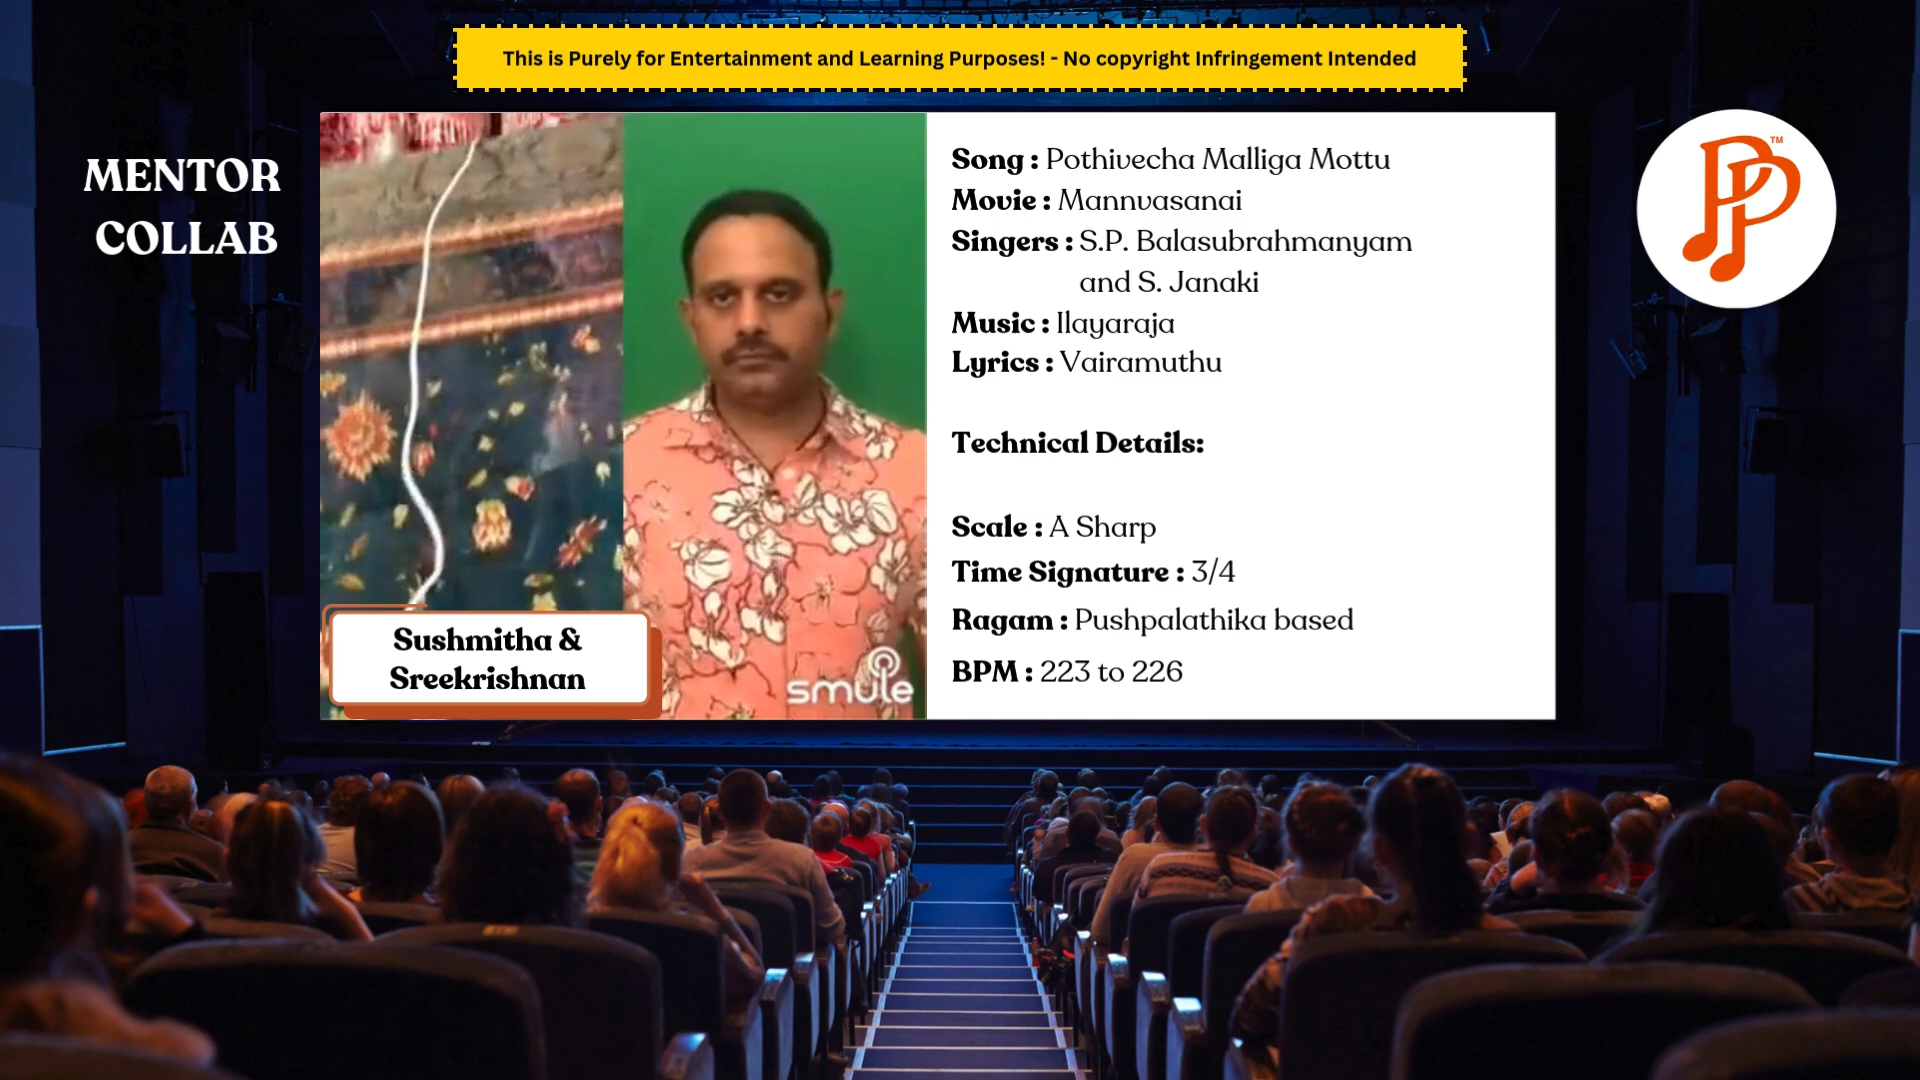 This is Purely for Entertainment and Learning Purposes! - No copyright Infringement Intended
MENTOR
COLLAB
Song : Pothivecha Malliga Mottu
Movie : Mannvasanai
Singers : S.P. Balasubrahmanyam
and S. Janaki
Music : Ilayaraja
Lyrics : Vairamuthu
Technical Details:
Scale : A Sharp
Time Signature : 3/4
Ragam : Pushpalathika based
BPM : 223 to 226
Sushmitha &
Sreekrishnan
smule
PP TM